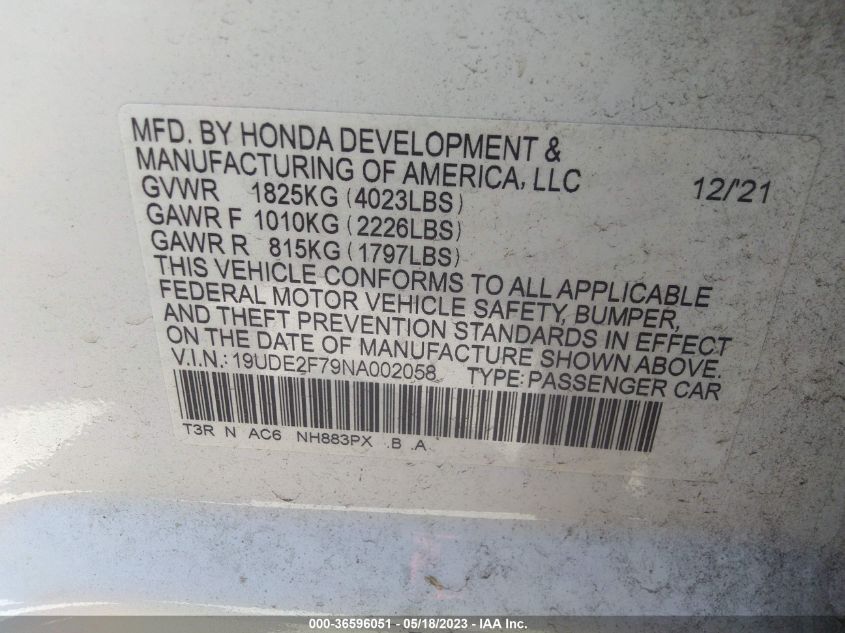 MFD. BY HONDA DEVELOPMENT &
MANUFACTURING OF AMERICA, LLC 12/'21
GVWR 1825KG (4023LBS)
GAWR F 1010KG (2226LBS)
GAWR R 815KG (1797LBS)
THIS VEHICLE CONFORMS TO ALL APPLICABLE
FEDERAL MOTOR VEHICLE SAFETY, BUMPER,
AND THEFT PREVENTION STANDARDS IN EFFECT
ON THE DATE OF MANUFACTURE SHOWN ABOVE.
V.I.N.: 19UDE2F79NA002058 TYPE: PASSENGER CAR
T3R N AC6 NH883PX .B .A
000-36596051 - 05/18/2023 - IAA Inc.